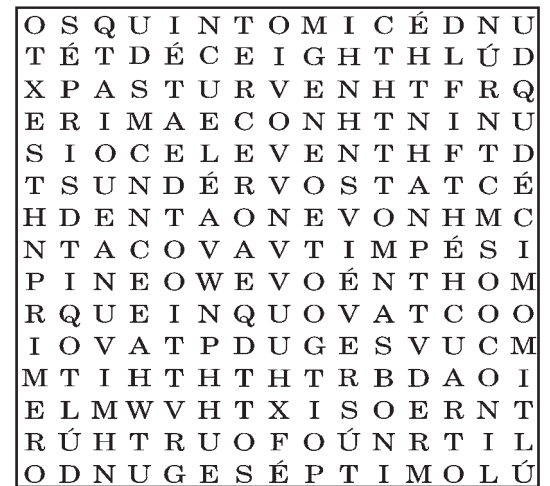 O S Q U I N T O M I C É D N U
T É T D É C E I G H T H L Ú D
X P A S T U R V E N H T F R Q
E R I M A E C O N H T N I N U
S I O C E L E V E N T H F T D
T S U N D É R V O S T A T C É
H D E N T A O N E V O N H M C
N T A C O V A V T I M P É S I
P I N E O W E V O É N T H O M
R Q U E I N Q U O V A T C O O
I O V A T P D U G E S V U C M
M T I H T H T H T R B D A O I
E L M W V H T X I S O E R N T
R Ú H T R U O F O Ú N R T I L
O D N U G E S É P T I M O L Ú